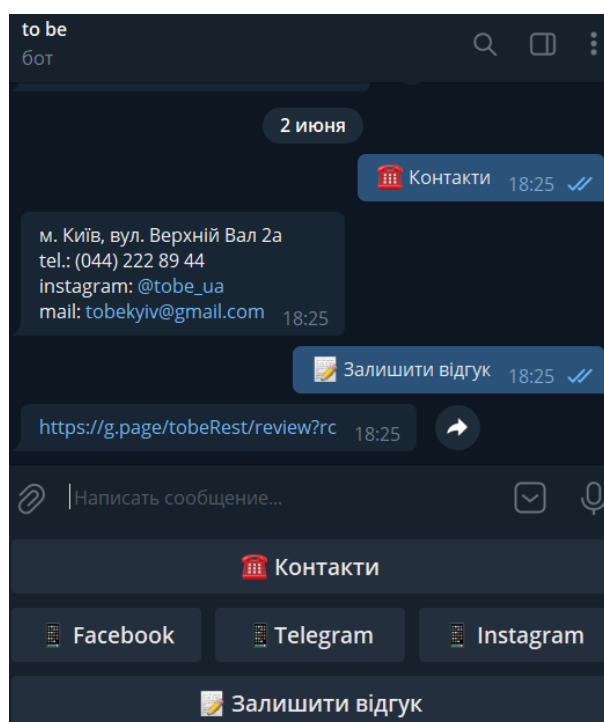 to be
бот
2 июня
☎️ Контакти 18:25
м. Київ, вул. Верхній Вал 2а
tel.: (044) 222 89 44
instagram: @tobe_ua
mail: tobekyiv@gmail.com 18:25
📝 Залишити відгук 18:25
https://g.page/tobeRest/review?rc 18:25
Написать сообщение...
☎️ Контакти
📱 Facebook 📱 Telegram 📱 Instagram
📝 Залишити відгук